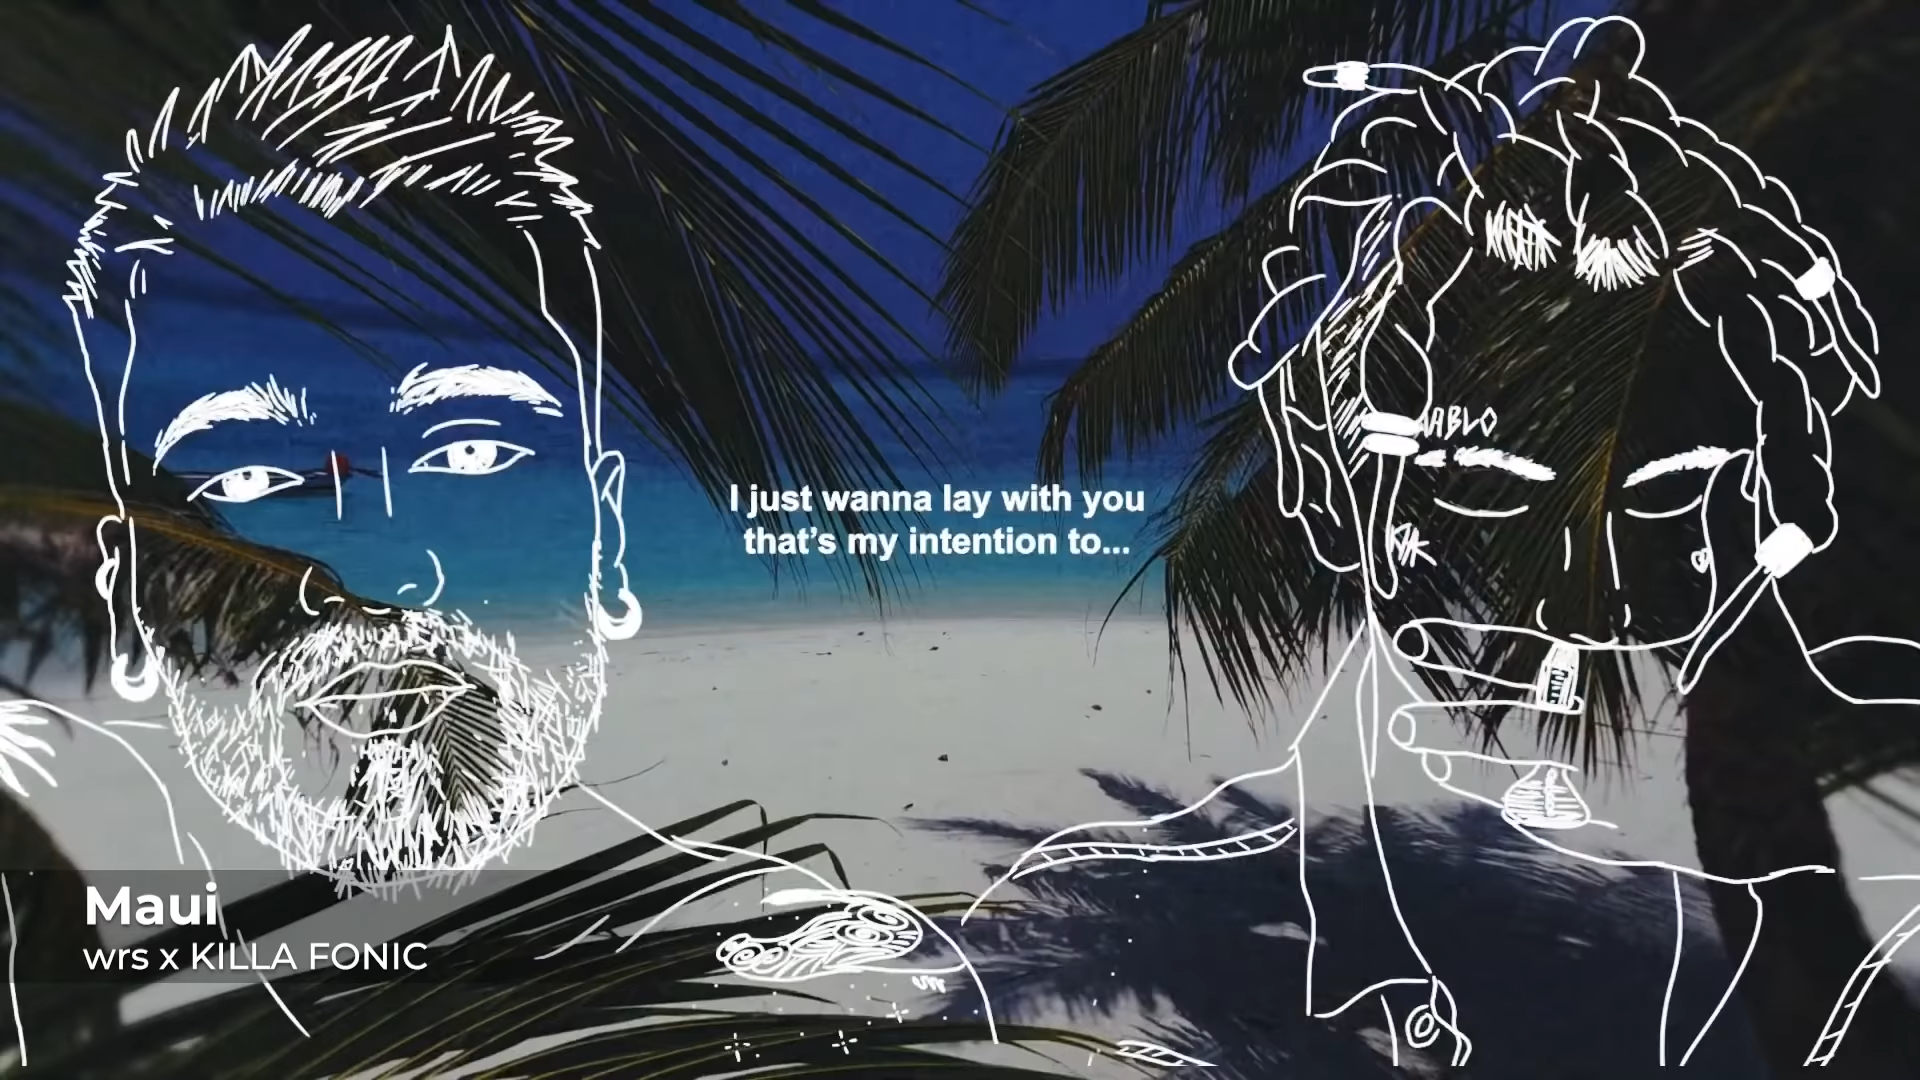 I just wanna lay with you
that's my intention to...
Maui
wrs x KILLA FONIC